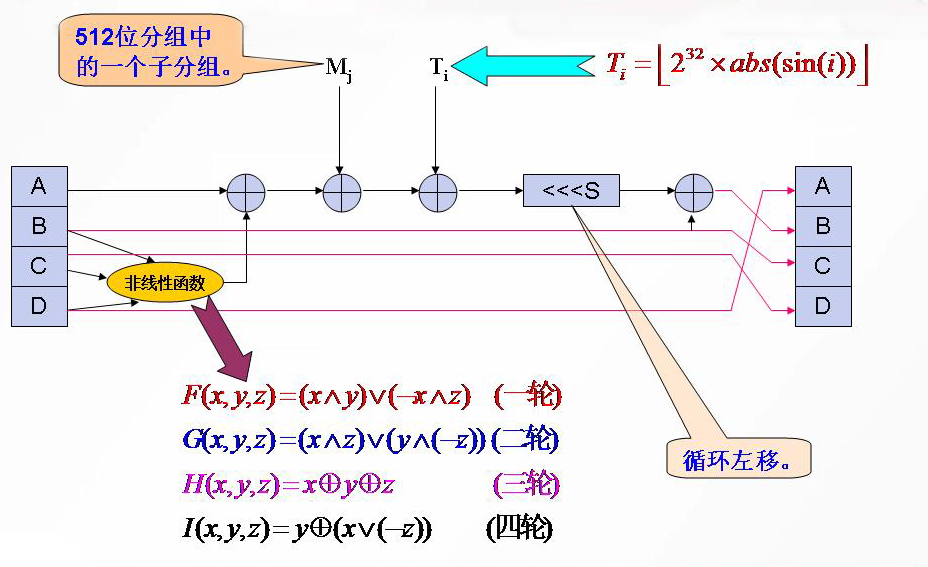 512位分组中
的一个子分组。
Mj
Ti
Ti = ⌊2^32 × abs(sin(i))⌋
A
B
C
D
<<<S
A
B
C
D
非线性函数
F(x,y,z)=(x∧y)∨(¬x∧z) (一轮)
G(x,y,z)=(x∧z)∨(y∧(¬z)) (二轮)
H(x,y,z)=x⊕y⊕z (三轮)
I(x,y,z)=y⊕(x∨(¬z)) (四轮)
循环左移。